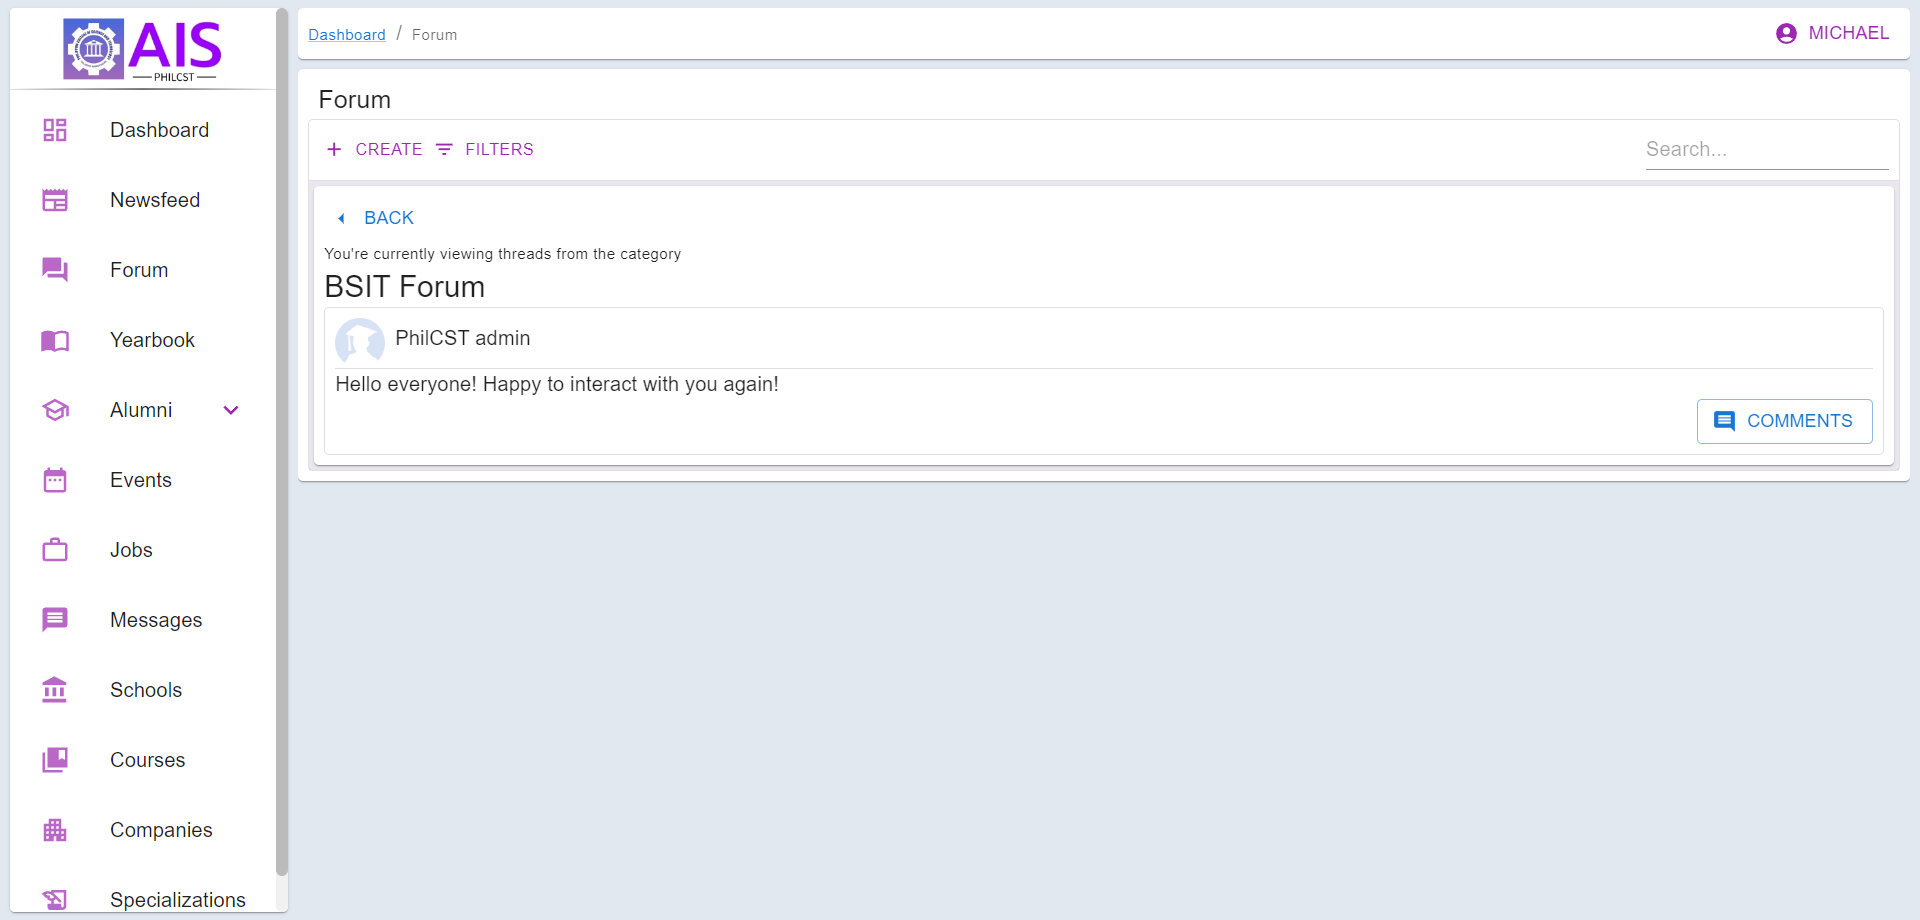 AIS
PHILCST
Dashboard
Newsfeed
Forum
Yearbook
Alumni
Events
Jobs
Messages
Schools
Courses
Companies
Specializations
Dashboard / Forum
MICHAEL
Forum
CREATE FILTERS
Search...
BACK
You're currently viewing threads from the category
BSIT Forum
PhilCST admin
Hello everyone! Happy to interact with you again!
COMMENTS